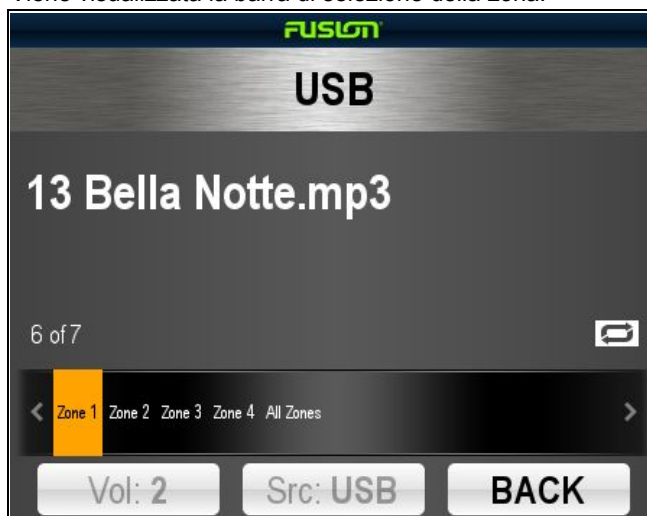 Viene visualizzata la barra di selezione della zona.
FUSION
USB
13 Bella Notte.mp3
6 of 7
Zone 1 Zone 2 Zone 3 Zone 4 All Zones
Vol: 2 Src: USB BACK